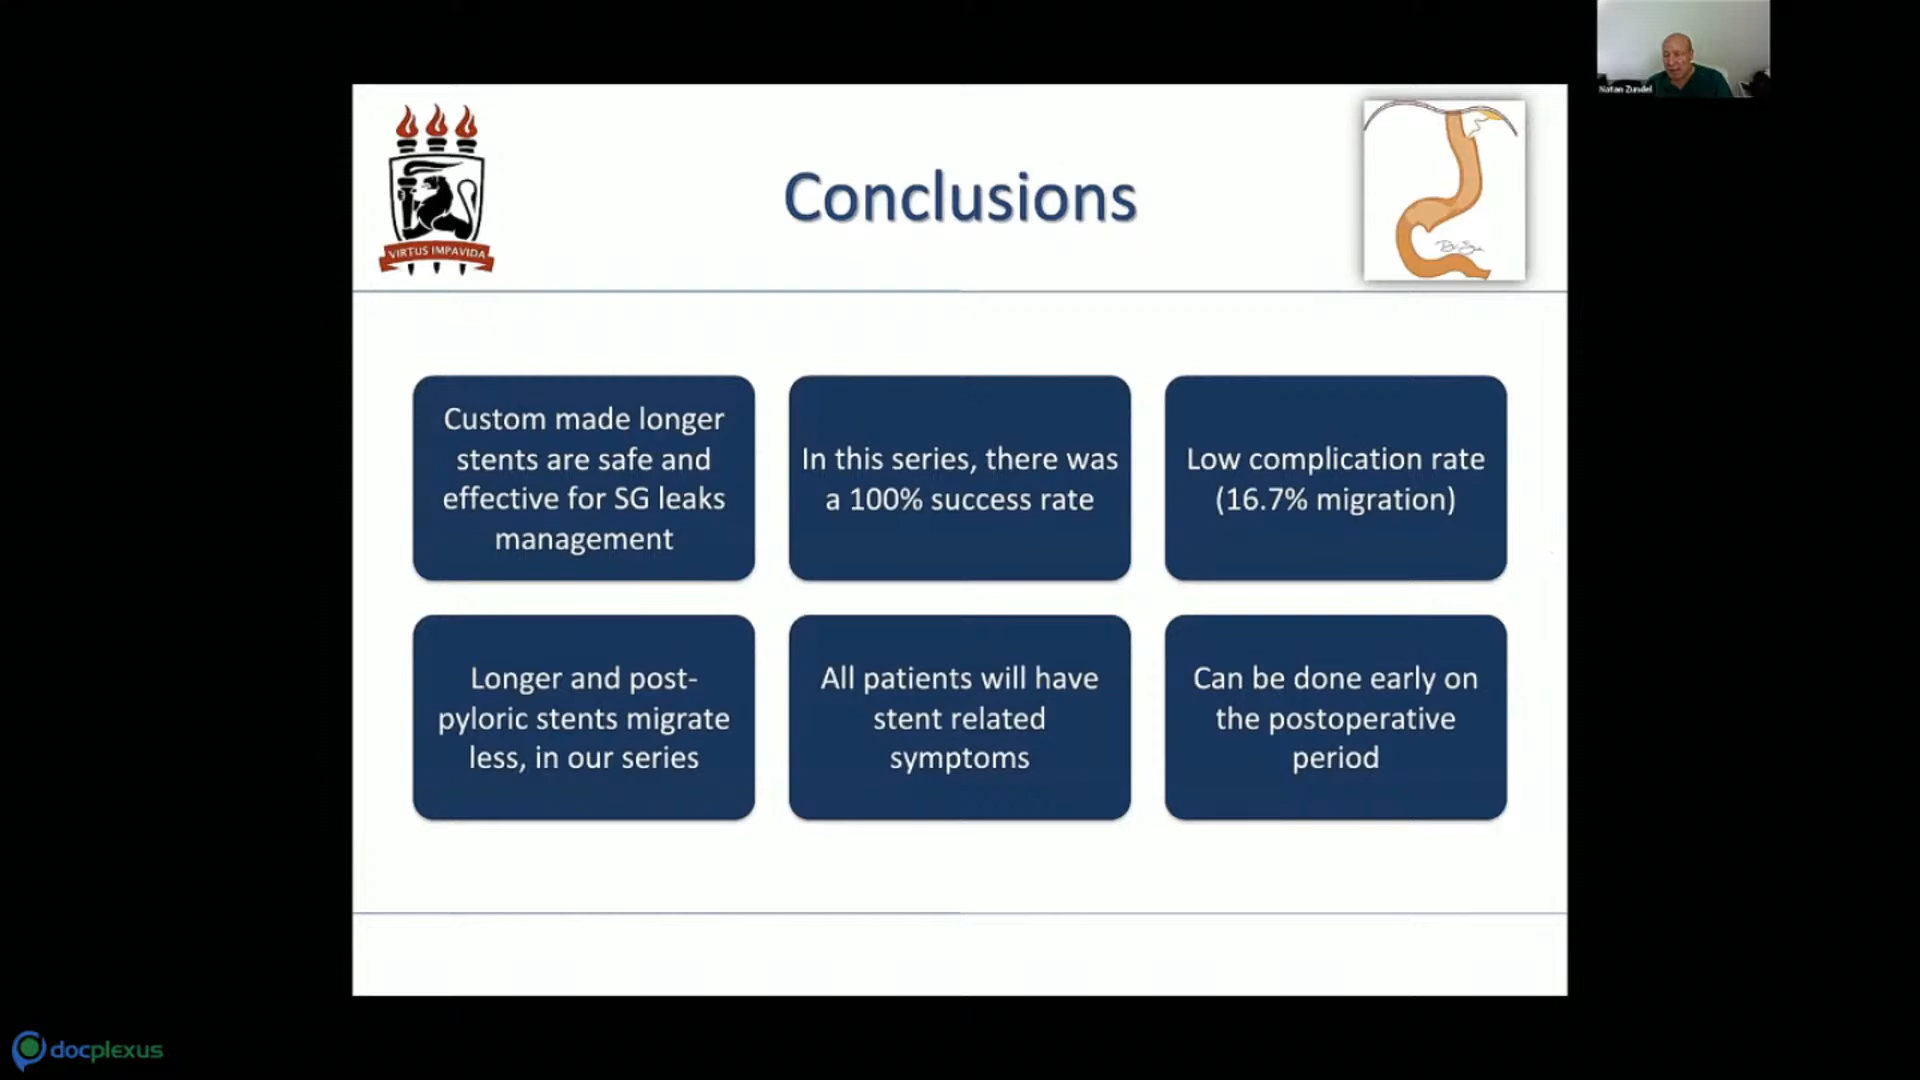 Natan Zundel
VIRTUS IMPAVIDA
Conclusions
Custom made longer
stents are safe and
effective for SG leaks
management
In this series, there was
a 100% success rate
Low complication rate
(16.7% migration)
Longer and post-
pyloric stents migrate
less, in our series
All patients will have
stent related
symptoms
Can be done early on
the postoperative
period
docplexus